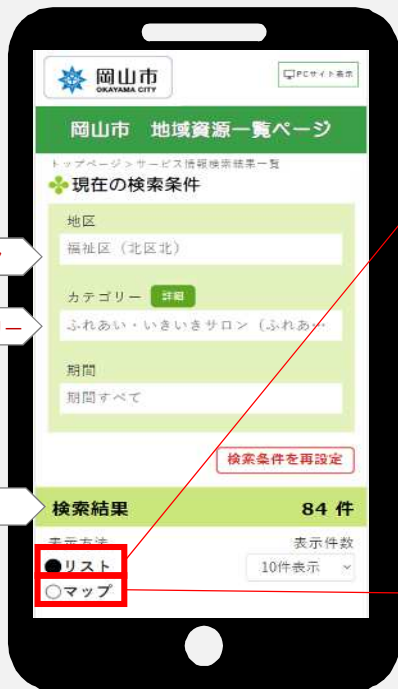 岡山市
OKAYAMA CITY
PCサイト表示
岡山市 地域資源一覧ページ
トップページ>サービス情報検索結果一覧
現在の検索条件
地区
福祉区（北区北）
カテゴリー 詳細
ー
ふれあい・いきいきサロン（ふれあ…
期間
期間すべて
検索条件を再設定
検索結果 84 件
表示方法 表示件数
リスト 10件表示
マップ